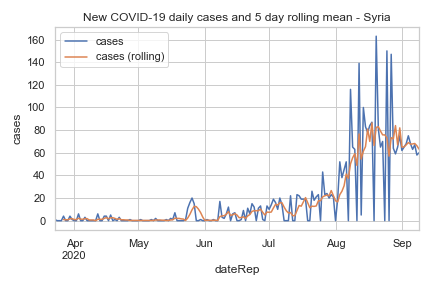 New COVID-19 daily cases and 5 day rolling mean - Syria
cases
cases (rolling)
160
140
120
100
80
60
40
20
0
cases
Apr
2020
May
Jun
Jul
Aug
Sep
dateRep